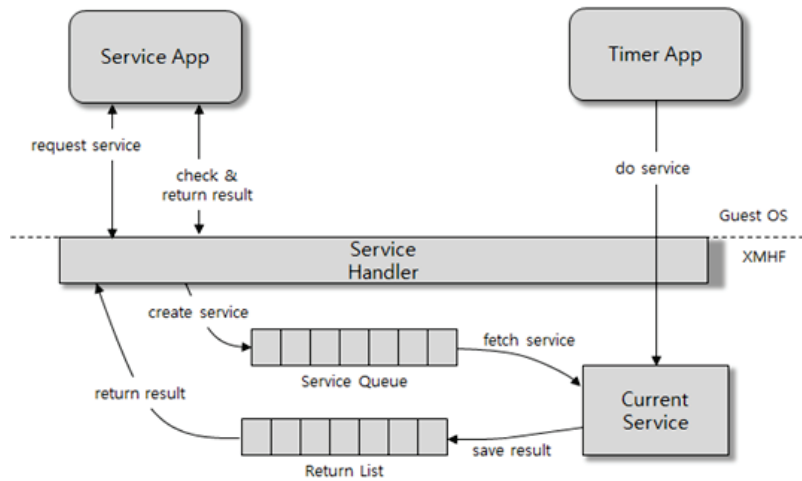 Service App
Timer App
request service
check &
return result
do service
Guest OS
Service
Handler
XMHF
create service
fetch service
Service Queue
return result
Current
Service
save result
Return List